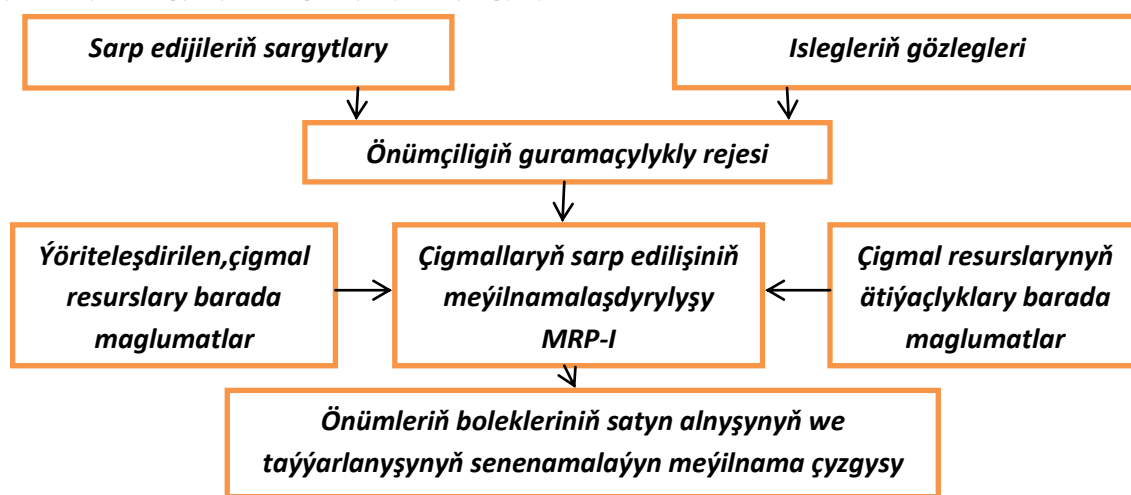 Sarp edijileriň sargytlary
Islegleriň gözlegleri
Önümçiligiň guramaçylykly rejesi
Ýöriteleşdirilen,çigmal
resurslary barada
maglumatlar
Çigmallaryň sarp edilişiniň
meýilnamalaşdyrylyşy
MRP-I
Çigmal resurslarynyň
ätiýaçlyklary barada
maglumatlar
Önümleriň bolekleriniň satyn alnyşynyň we
taýýarlanyşynyň senenamalaýyn meýilnama çyzgysy